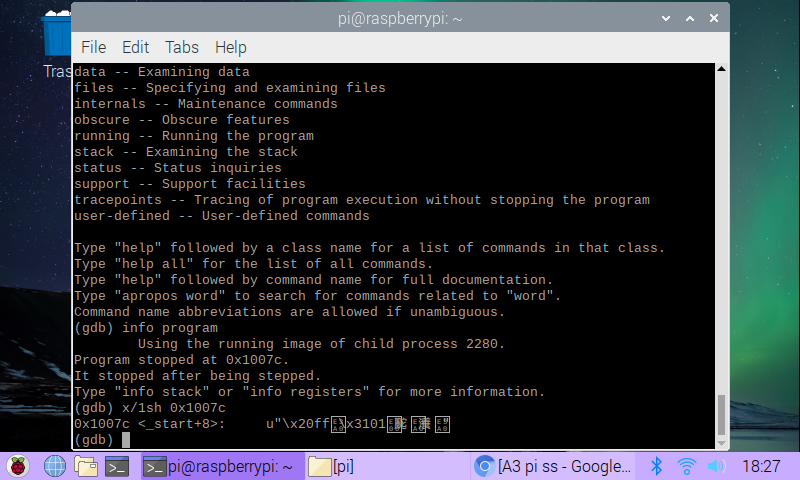 pi@raspberrypi: ~
File Edit Tabs Help
Tras
data -- Examining data
files -- Specifying and examining files
internals -- Maintenance commands
obscure -- Obscure features
running -- Running the program
stack -- Examining the stack
status -- Status inquiries
support -- Support facilities
tracepoints -- Tracing of program execution without stopping the program
user-defined -- User-defined commands
Type "help" followed by a class name for a list of commands in that class.
Type "help all" for the list of all commands.
Type "help" followed by command name for full documentation.
Type "apropos word" to search for commands related to "word".
Command name abbreviations are allowed if unambiguous.
(gdb) info program
Using the running image of child process 2280.
Program stopped at 0x1007c.
It stopped after being stepped.
Type "info stack" or "info registers" for more information.
(gdb) x/1sh 0x1007c
0x1007c <_start+8>: u"\x20ff\x3101
(gdb)
pi@raspberrypi: ~ [pi] [A3 pi ss - Google... 18:27